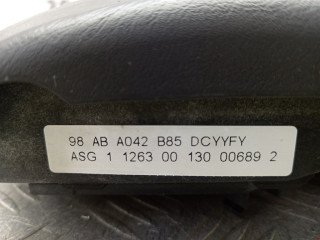 98 AB A042 B85 DCYYFY
ASG 1 1263 00 130 00689 2